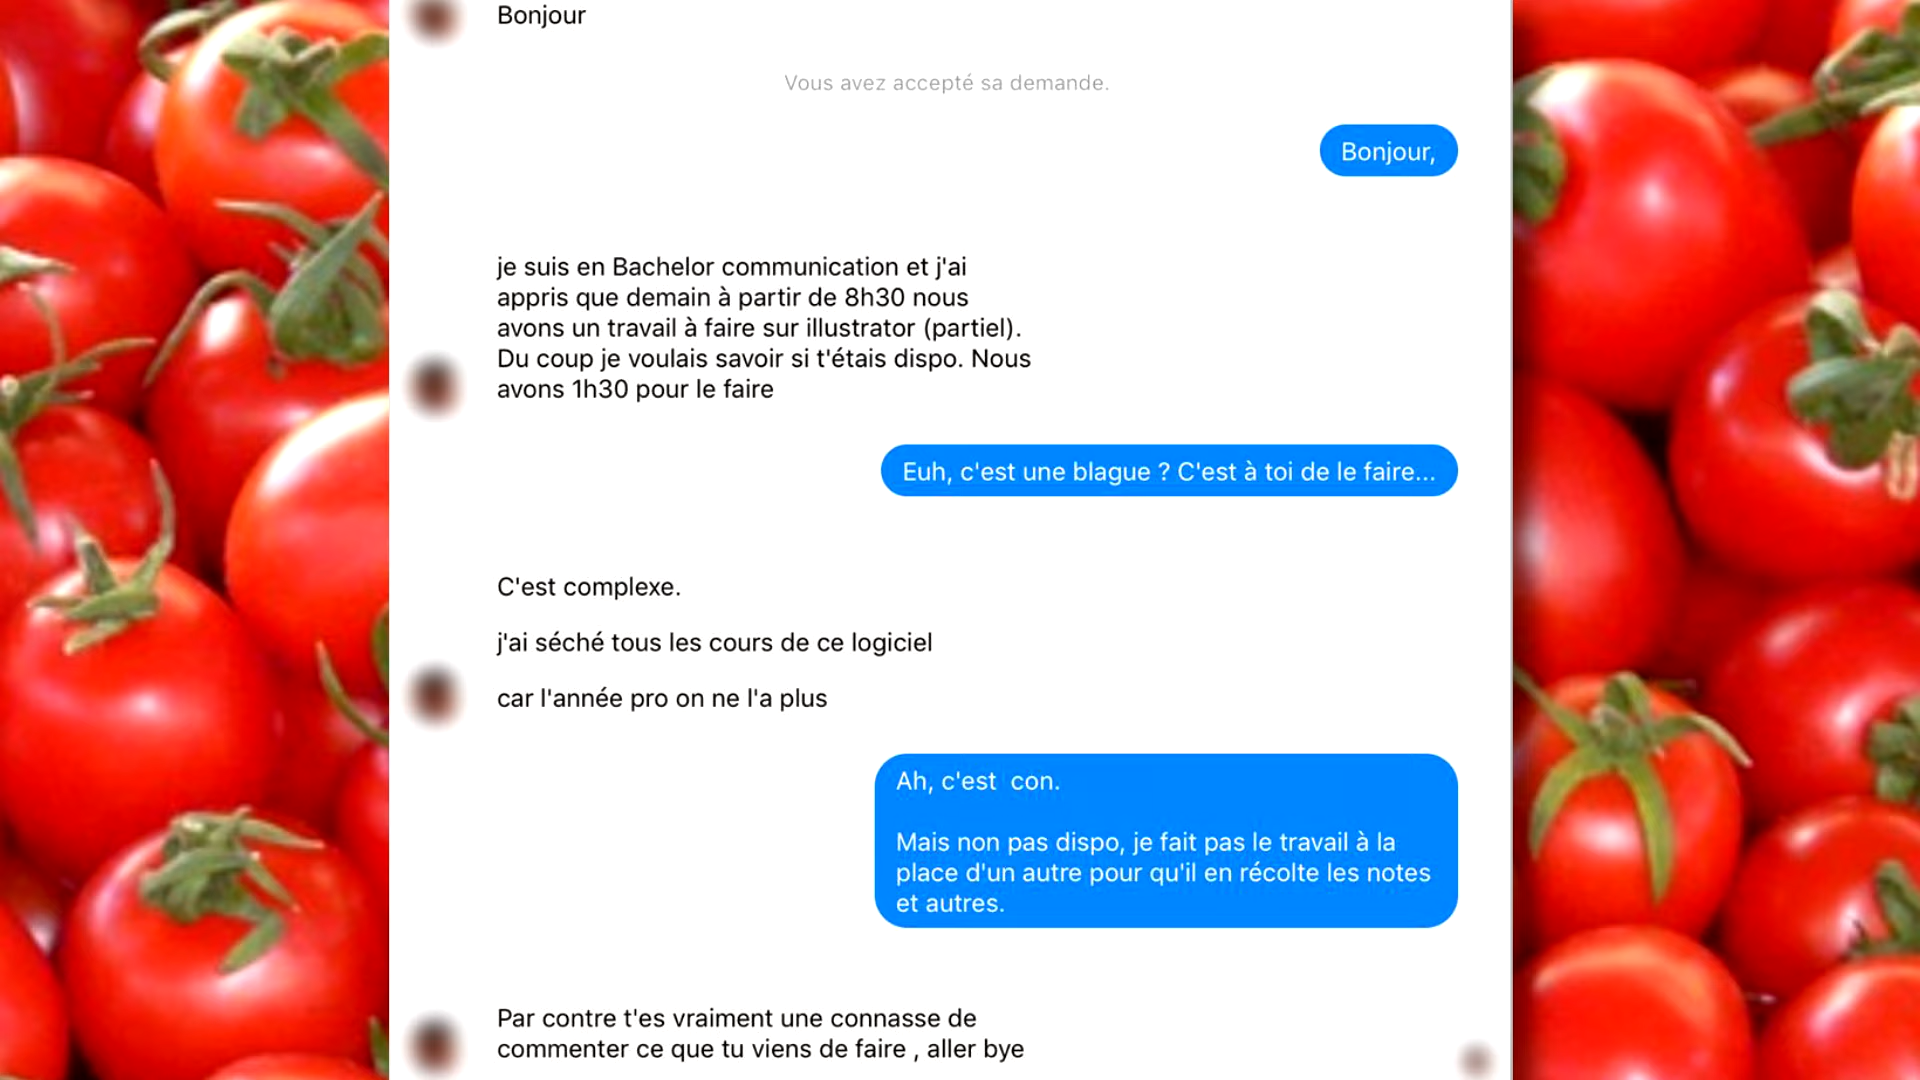 Bonjour
Vous avez accepté sa demande.
Bonjour,
je suis en Bachelor communication et j'ai
appris que demain à partir de 8h30 nous
avons un travail à faire sur illustrator (partiel).
Du coup je voulais savoir si t'étais dispo. Nous
avons 1h30 pour le faire
Euh, c'est une blague ? C'est à toi de le faire...
C'est complexe.
j'ai séché tous les cours de ce logiciel
car l'année pro on ne l'a plus
Ah, c'est  con.
Mais non pas dispo, je fait pas le travail à la
place d'un autre pour qu'il en récolte les notes
et autres.
Par contre t'es vraiment une connasse de
commenter ce que tu viens de faire , aller bye